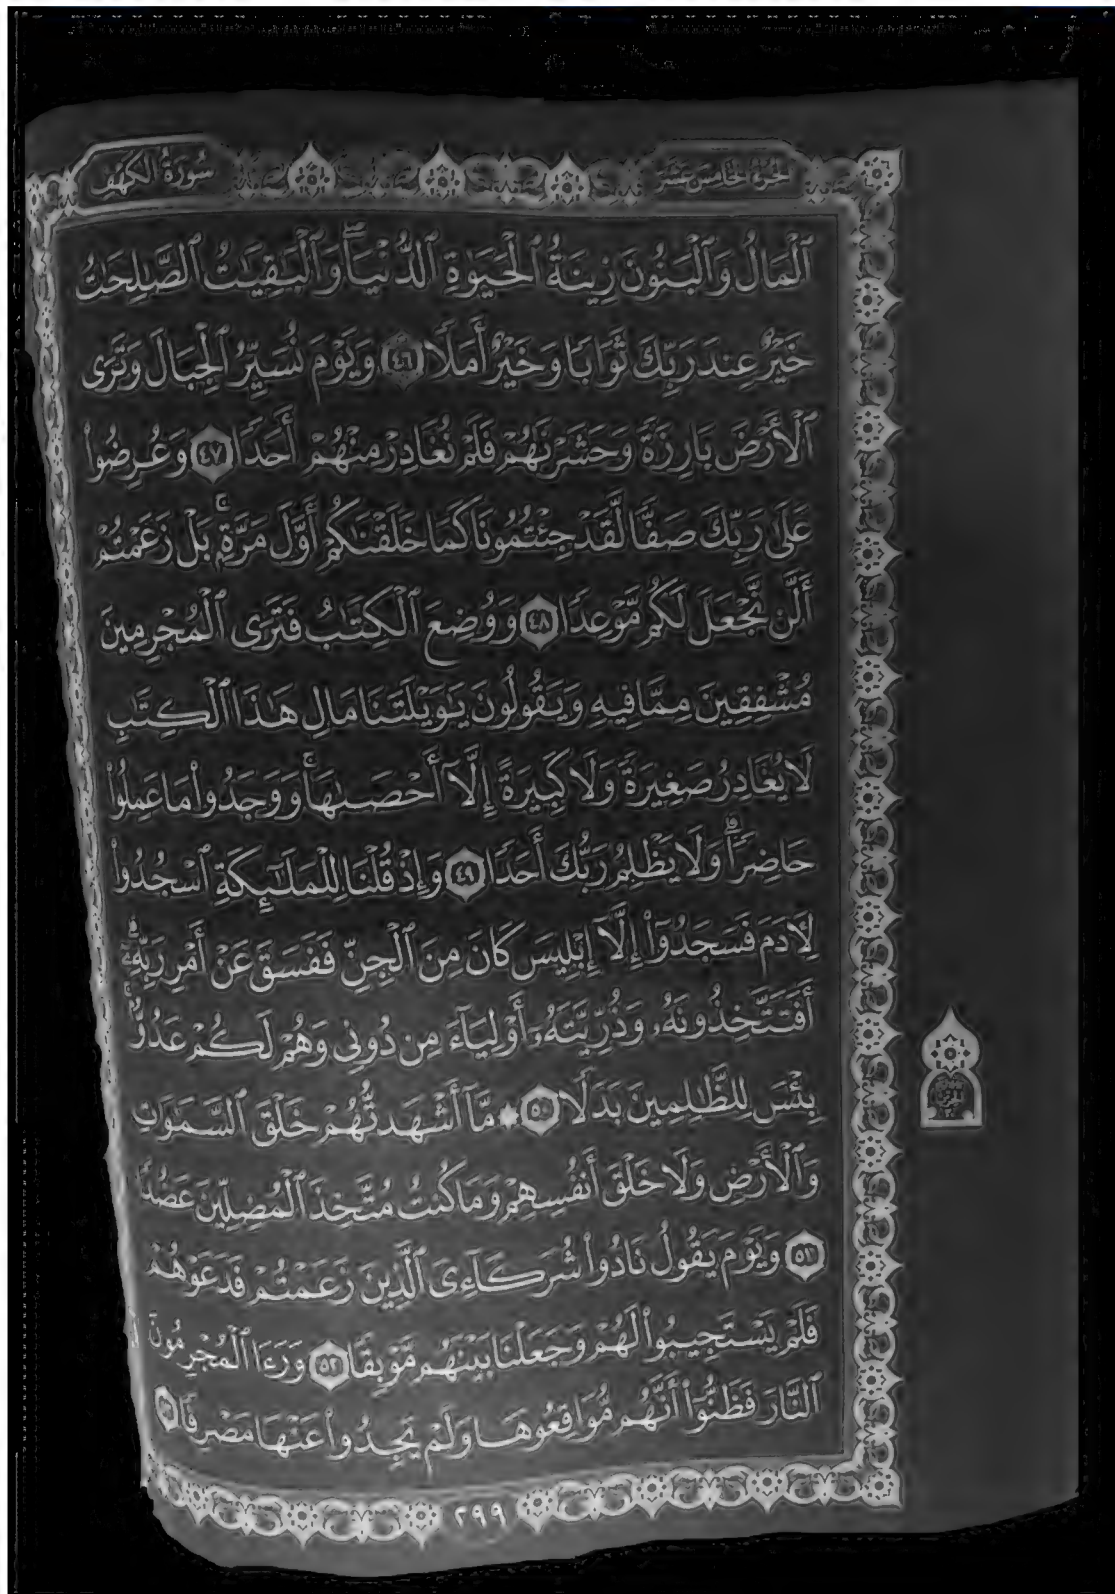 الجزء الخامس عشر
سُورَةُ الكَهْفِ
ٱلْمَالُ وَٱلْبَنُونَ زِينَةُ ٱلْحَيَوٰةِ ٱلدُّنْيَاۖ وَٱلْبَٰقِيَٰتُ ٱلصَّٰلِحَٰتُ
خَيْرٌ عِندَ رَبِّكَ ثَوَابًا وَخَيْرٌ أَمَلًا ٤٦ وَيَوْمَ نُسَيِّرُ ٱلْجِبَالَ وَتَرَى
ٱلْأَرْضَ بَارِزَةً وَحَشَرْنَٰهُمْ فَلَمْ نُغَادِرْ مِنْهُمْ أَحَدًا ٤٧ وَعُرِضُوا۟
عَلَىٰ رَبِّكَ صَفًّا لَّقَدْ جِئْتُمُونَا كَمَا خَلَقْنَٰكُمْ أَوَّلَ مَرَّةٍۭۚ بَلْ زَعَمْتُمْ
أَلَّن نَّجْعَلَ لَكُم مَّوْعِدًا ٤٨ وَوُضِعَ ٱلْكِتَٰبُ فَتَرَى ٱلْمُجْرِمِينَ
مُشْفِقِينَ مِمَّا فِيهِ وَيَقُولُونَ يَٰوَيْلَتَنَا مَالِ هَٰذَا ٱلْكِتَٰبِ
لَا يُغَادِرُ صَغِيرَةً وَلَا كَبِيرَةً إِلَّآ أَحْصَىٰهَاۚ وَوَجَدُوا۟ مَا عَمِلُوا۟
حَاضِرًاۗ وَلَا يَظْلِمُ رَبُّكَ أَحَدًا ٤٩ وَإِذْ قُلْنَا لِلْمَلَٰٓئِكَةِ ٱسْجُدُوا۟
لِءَادَمَ فَسَجَدُوٓا۟ إِلَّآ إِبْلِيسَ كَانَ مِنَ ٱلْجِنِّ فَفَسَقَ عَنْ أَمْرِ رَبِّهِۦٓۗ
أَفَتَتَّخِذُونَهُۥ وَذُرِّيَّتَهُۥٓ أَوْلِيَآءَ مِن دُونِى وَهُمْ لَكُمْ عَدُوٌّۢۚ
بِئْسَ لِلظَّٰلِمِينَ بَدَلًا ٥٠ ۞ مَّآ أَشْهَدتُّهُمْ خَلْقَ ٱلسَّمَٰوَٰتِ
وَٱلْأَرْضِ وَلَا خَلْقَ أَنفُسِهِمْ وَمَا كُنتُ مُتَّخِذَ ٱلْمُضِلِّينَ عَضُدًا
٥١ وَيَوْمَ يَقُولُ نَادُوا۟ شُرَكَآءِىَ ٱلَّذِينَ زَعَمْتُمْ فَدَعَوْهُمْ
فَلَمْ يَسْتَجِيبُوا۟ لَهُمْ وَجَعَلْنَا بَيْنَهُم مَّوْبِقًا ٥٢ وَرَءَا ٱلْمُجْرِمُونَ
ٱلنَّارَ فَظَنُّوٓا۟ أَنَّهُم مُّوَاقِعُوهَا وَلَمْ يَجِدُوا۟ عَنْهَا مَصْرِفًا
٢٩٩